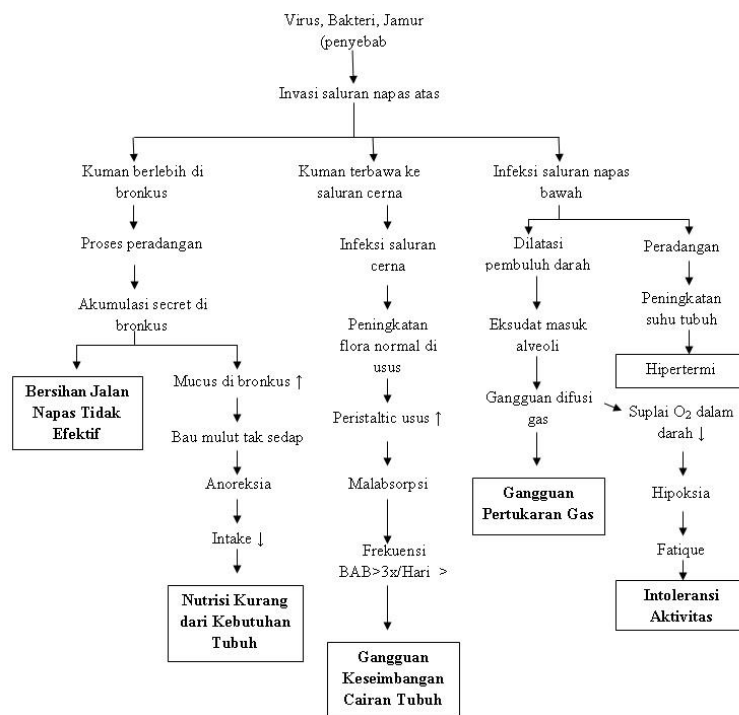 Virus, Bakteri, Jamur
(penyebab
Invasi saluran napas atas
Kuman berlebih di
bronkus
Proses peradangan
Akumulasi secret di
bronkus
Bersihan Jalan
Napas Tidak
Efektif
Mucus di bronkus ↑
Bau mulut tak sedap
Anoreksia
Intake ↓
Nutrisi Kurang
dari Kebutuhan
Tubuh
Kuman terbawa ke
saluran cerna
Infeksi saluran
cerna
Peningkatan
flora normal di
usus
Peristaltic usus ↑
Malabsorpsi
Frekuensi
BAB>3x/Hari >
Gangguan
Keseimbangan
Cairan Tubuh
Infeksi saluran napas
bawah
Dilatasi
pembuluh darah
Eksudat masuk
alveoli
Gangguan difusi
gas
Gangguan
Pertukaran Gas
Peradangan
Peningkatan
suhu tubuh
Hipertermi
Suplai O₂ dalam
darah ↓
Hipoksia
Fatique
Intoleransi
Aktivitas